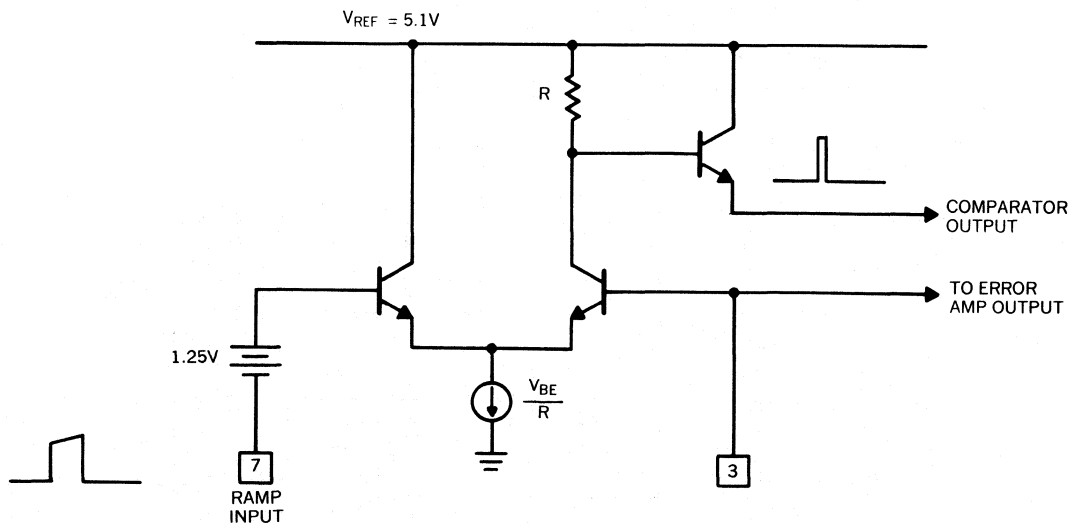 V_REF = 5.1V
R
COMPARATOR
OUTPUT
TO ERROR
AMP OUTPUT
1.25V
V_BE
R
7
3
RAMP
INPUT